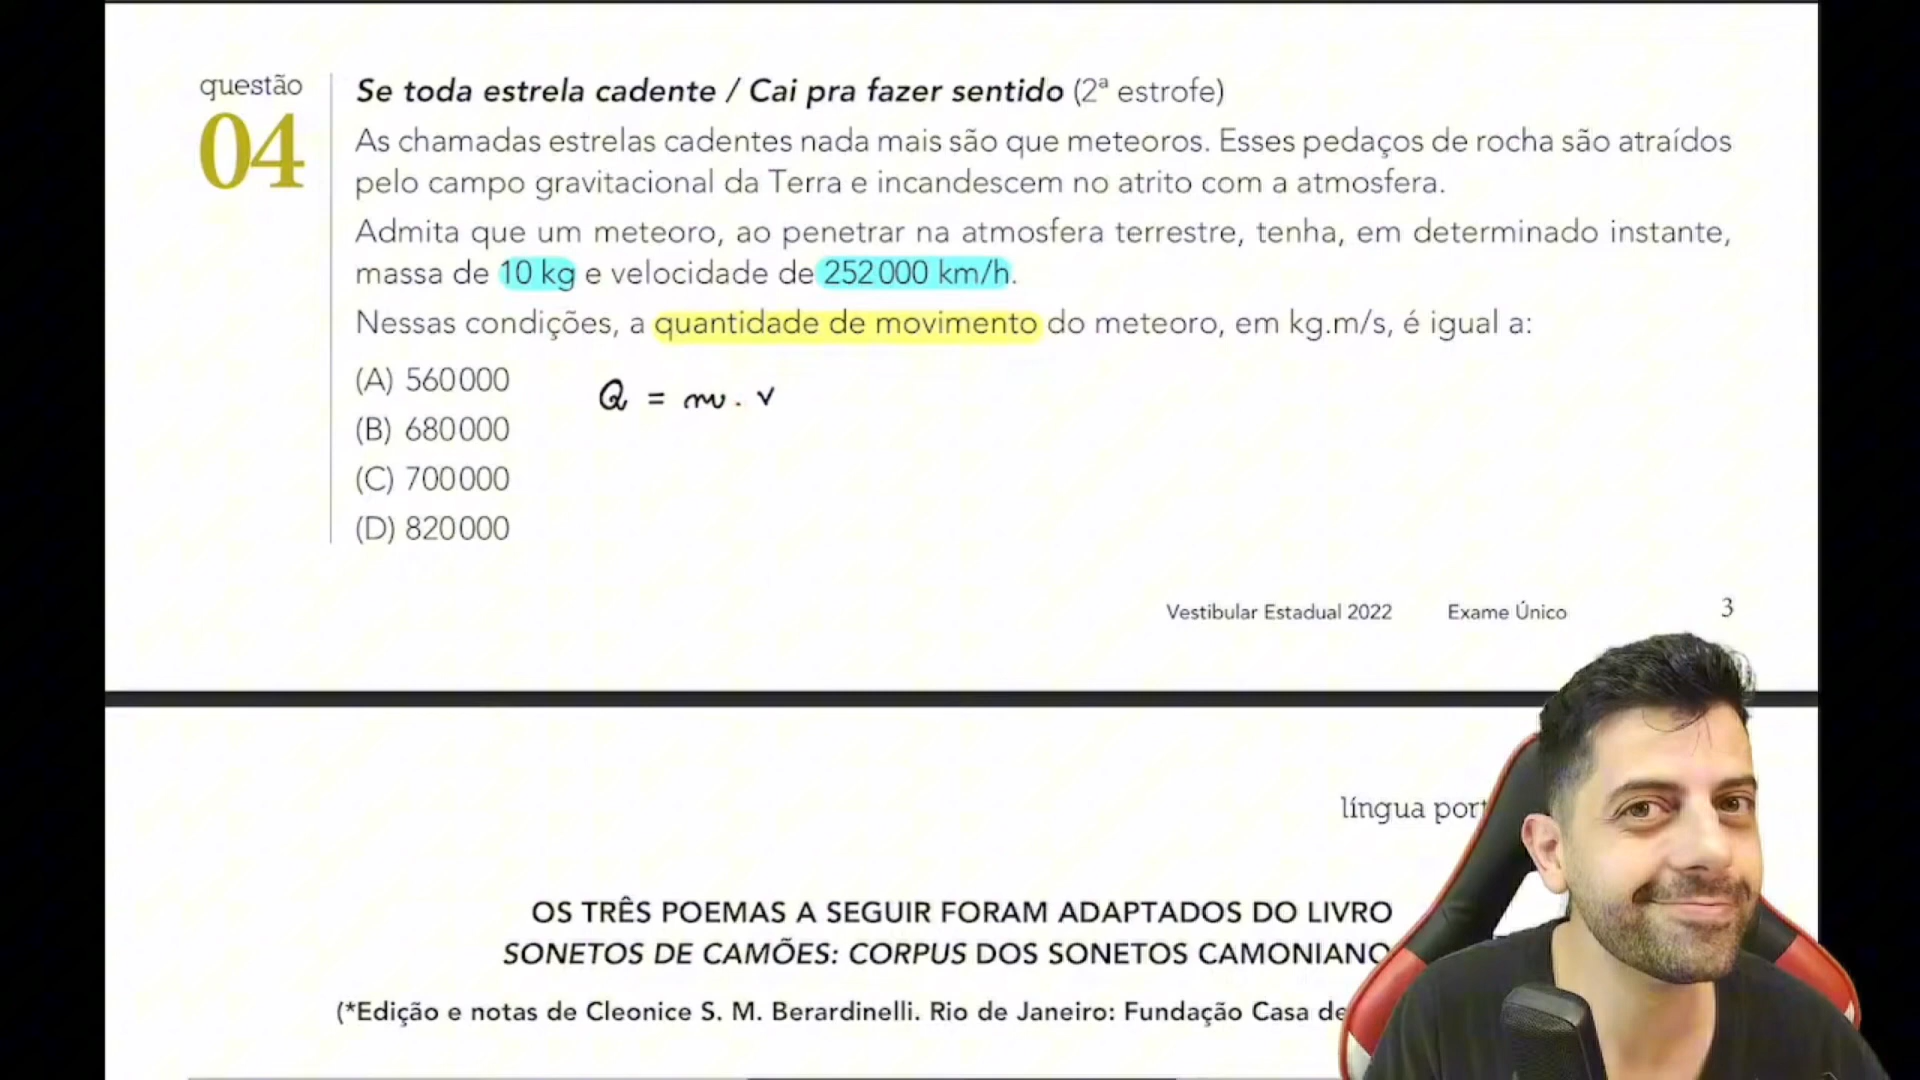 questão
04
Se toda estrela cadente / Cai pra fazer sentido (2ª estrofe)
As chamadas estrelas cadentes nada mais são que meteoros. Esses pedaços de rocha são atraídos
pelo campo gravitacional da Terra e incandescem no atrito com a atmosfera.
Admita que um meteoro, ao penetrar na atmosfera terrestre, tenha, em determinado instante,
massa de 10 kg e velocidade de 252 000 km/h.
Nessas condições, a quantidade de movimento do meteoro, em kg.m/s, é igual a:
(A) 560 000
(B) 680 000
(C) 700 000
(D) 820 000
Q = m . v
Vestibular Estadual 2022 Exame Único 3
língua port
OS TRÊS POEMAS A SEGUIR FORAM ADAPTADOS DO LIVRO
SONETOS DE CAMÕES: CORPUS DOS SONETOS CAMONIANO
(*Edição e notas de Cleonice S. M. Berardinelli. Rio de Janeiro: Fundação Casa de